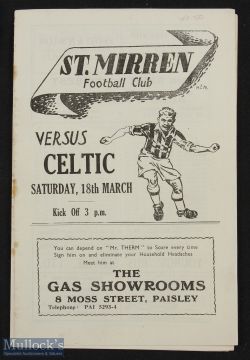 ST. MIRREN
Football Club
VERSUS
CELTIC
SATURDAY, 18th MARCH
Kick Off 3 p.m.
You can depend on "Mr. THERM" to Score every time
Sign him on and eliminate your Household Headaches
Meet him at
THE
GAS SHOWROOMS
8 MOSS STREET, PAISLEY
Telephone: PAI 5293-4
Mullock's